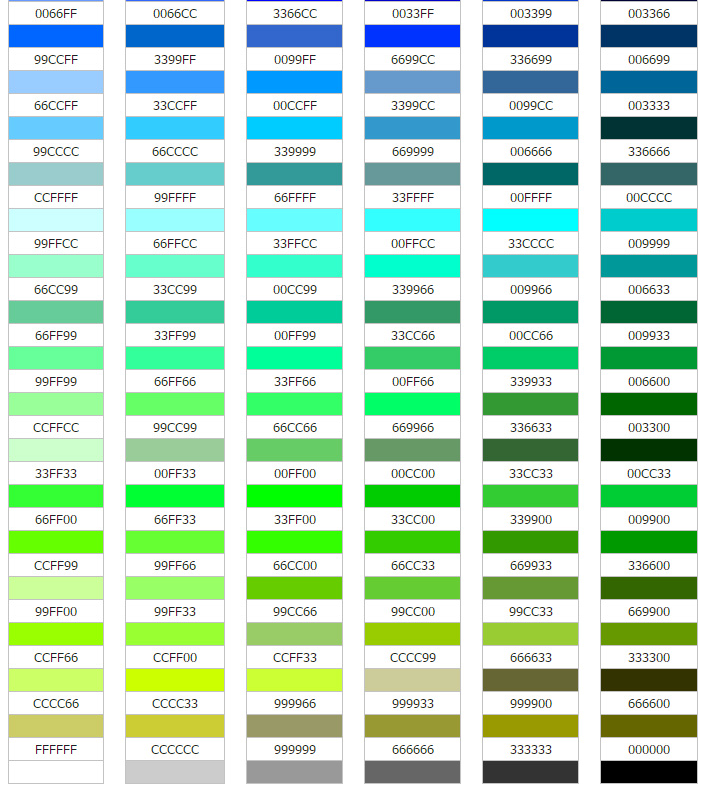 0066FF 0066CC 3366CC 0033FF 003399 003366
99CCFF 3399FF 0099FF 6699CC 336699 006699
66CCFF 33CCFF 00CCFF 3399CC 0099CC 003333
99CCCC 66CCCC 339999 669999 006666 336666
CCFFFF 99FFFF 66FFFF 33FFFF 00FFFF 00CCCC
99FFCC 66FFCC 33FFCC 00FFCC 33CCCC 009999
66CC99 33CC99 00CC99 339966 009966 006633
66FF99 33FF99 00FF99 33CC66 00CC66 009933
99FF99 66FF66 33FF66 00FF66 339933 006600
CCFFCC 99CC99 66CC66 669966 336633 003300
33FF33 00FF33 00FF00 00CC00 33CC33 00CC33
66FF00 66FF33 33FF00 33CC00 339900 009900
CCFF99 99FF66 66CC00 66CC33 669933 336600
99FF00 99FF33 99CC66 99CC00 99CC33 669900
CCFF66 CCFF00 CCFF33 CCCC99 666633 333300
CCCC66 CCCC33 999966 999933 999900 666600
FFFFFF CCCCCC 999999 666666 333333 000000